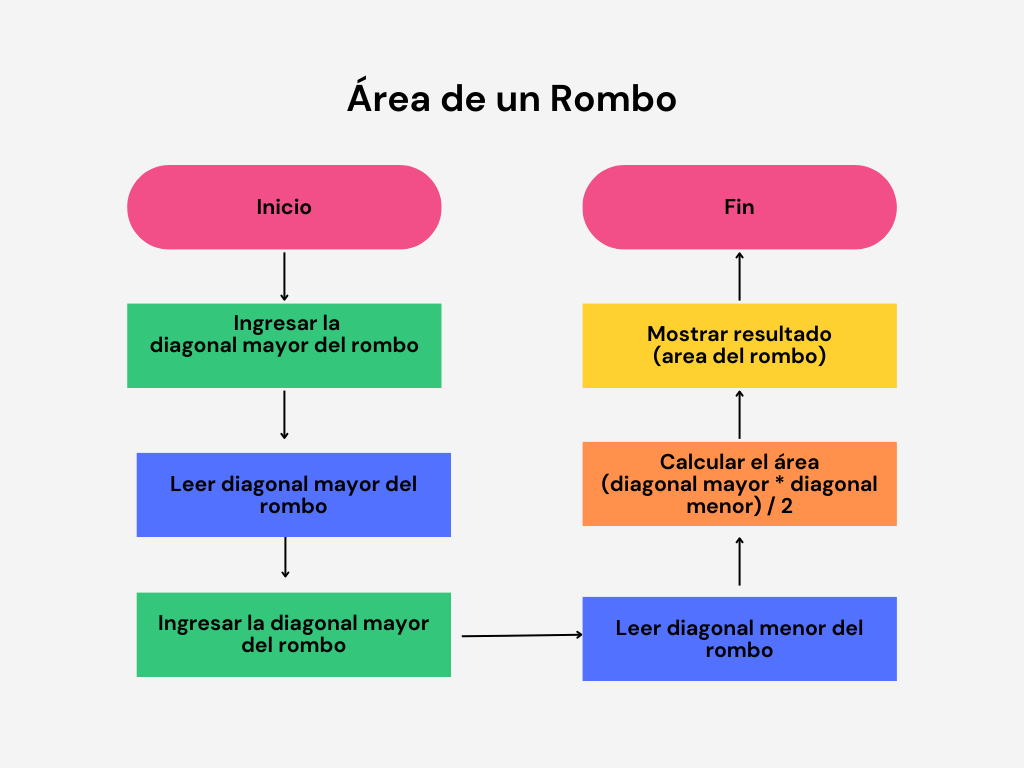 Área de un Rombo
Inicio
Ingresar la
diagonal mayor del rombo
Leer diagonal mayor del
rombo
Ingresar la diagonal mayor
del rombo
Leer diagonal menor del
rombo
Calcular el área
(diagonal mayor * diagonal
menor) / 2
Mostrar resultado
(area del rombo)
Fin